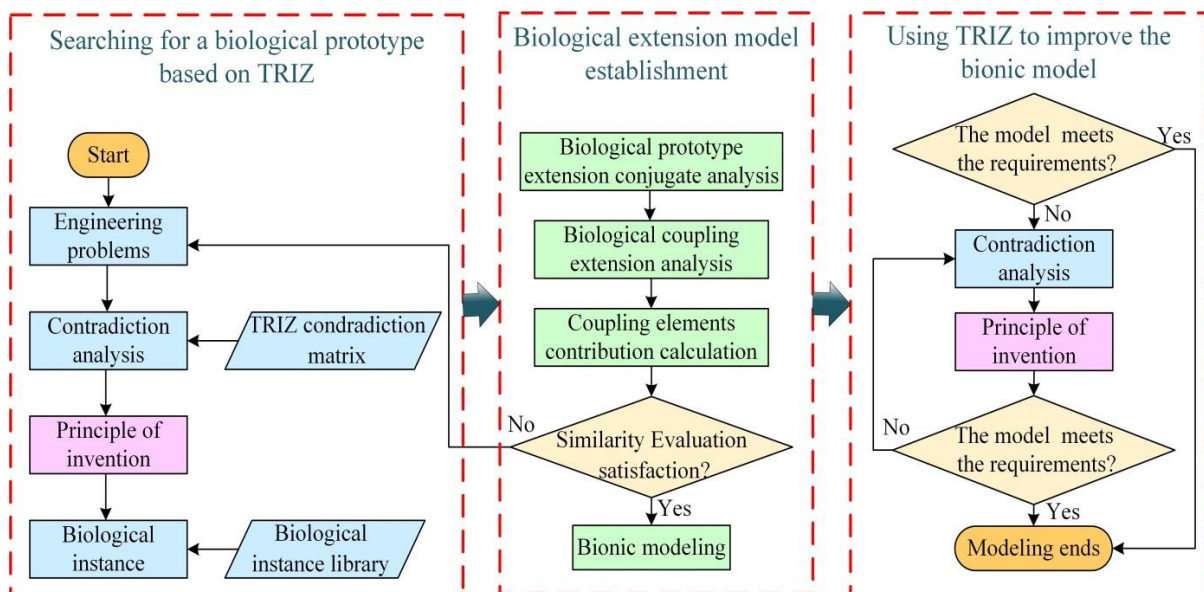 Searching for a biological prototype
based on TRIZ
Start
Engineering
problems
Contradiction
analysis
TRIZ condradiction
matrix
Principle of
invention
Biological
instance
Biological
instance library
Biological extension model
establishment
Biological prototype
extension conjugate analysis
Biological coupling
extension analysis
Coupling elements
contribution calculation
No
Similarity Evaluation
satisfaction?
Yes
Bionic modeling
Using TRIZ to improve the
bionic model
The model meets
the requirements?
Yes
No
Contradiction
analysis
Principle of
invention
No
The model meets
the requirements?
Yes
Modeling ends